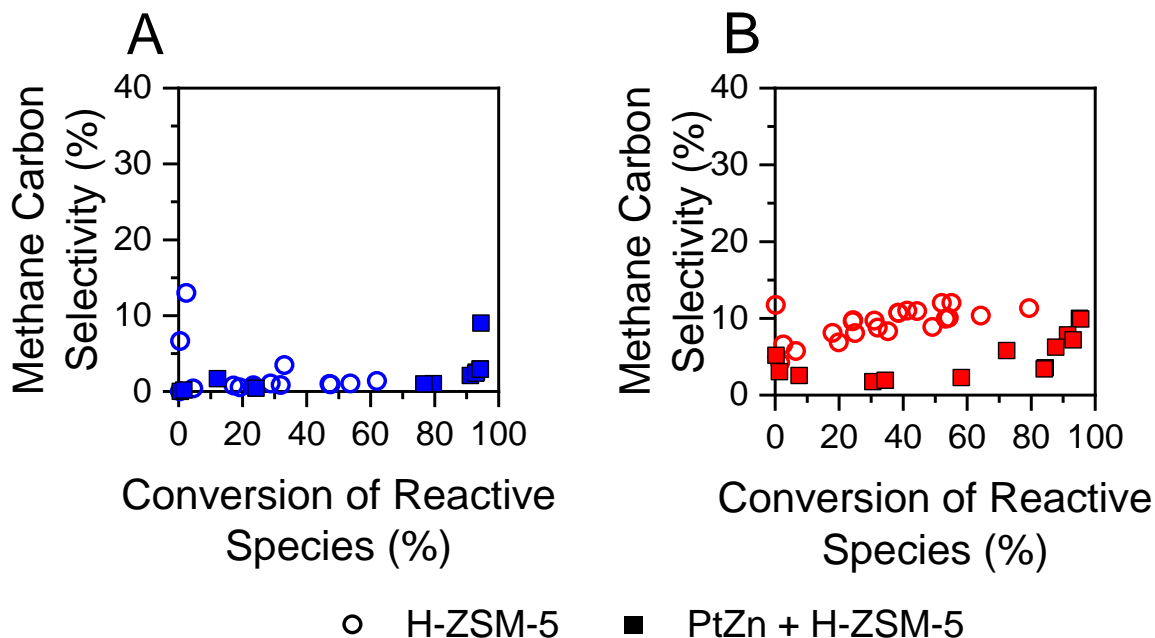 A
Methane Carbon
Selectivity (%)
40
30
20
10
0
0 20 40 60 80 100
Conversion of Reactive
Species (%)
B
Methane Carbon
Selectivity (%)
40
30
20
10
0
0 20 40 60 80 100
Conversion of Reactive
Species (%)
H-ZSM-5
PtZn + H-ZSM-5